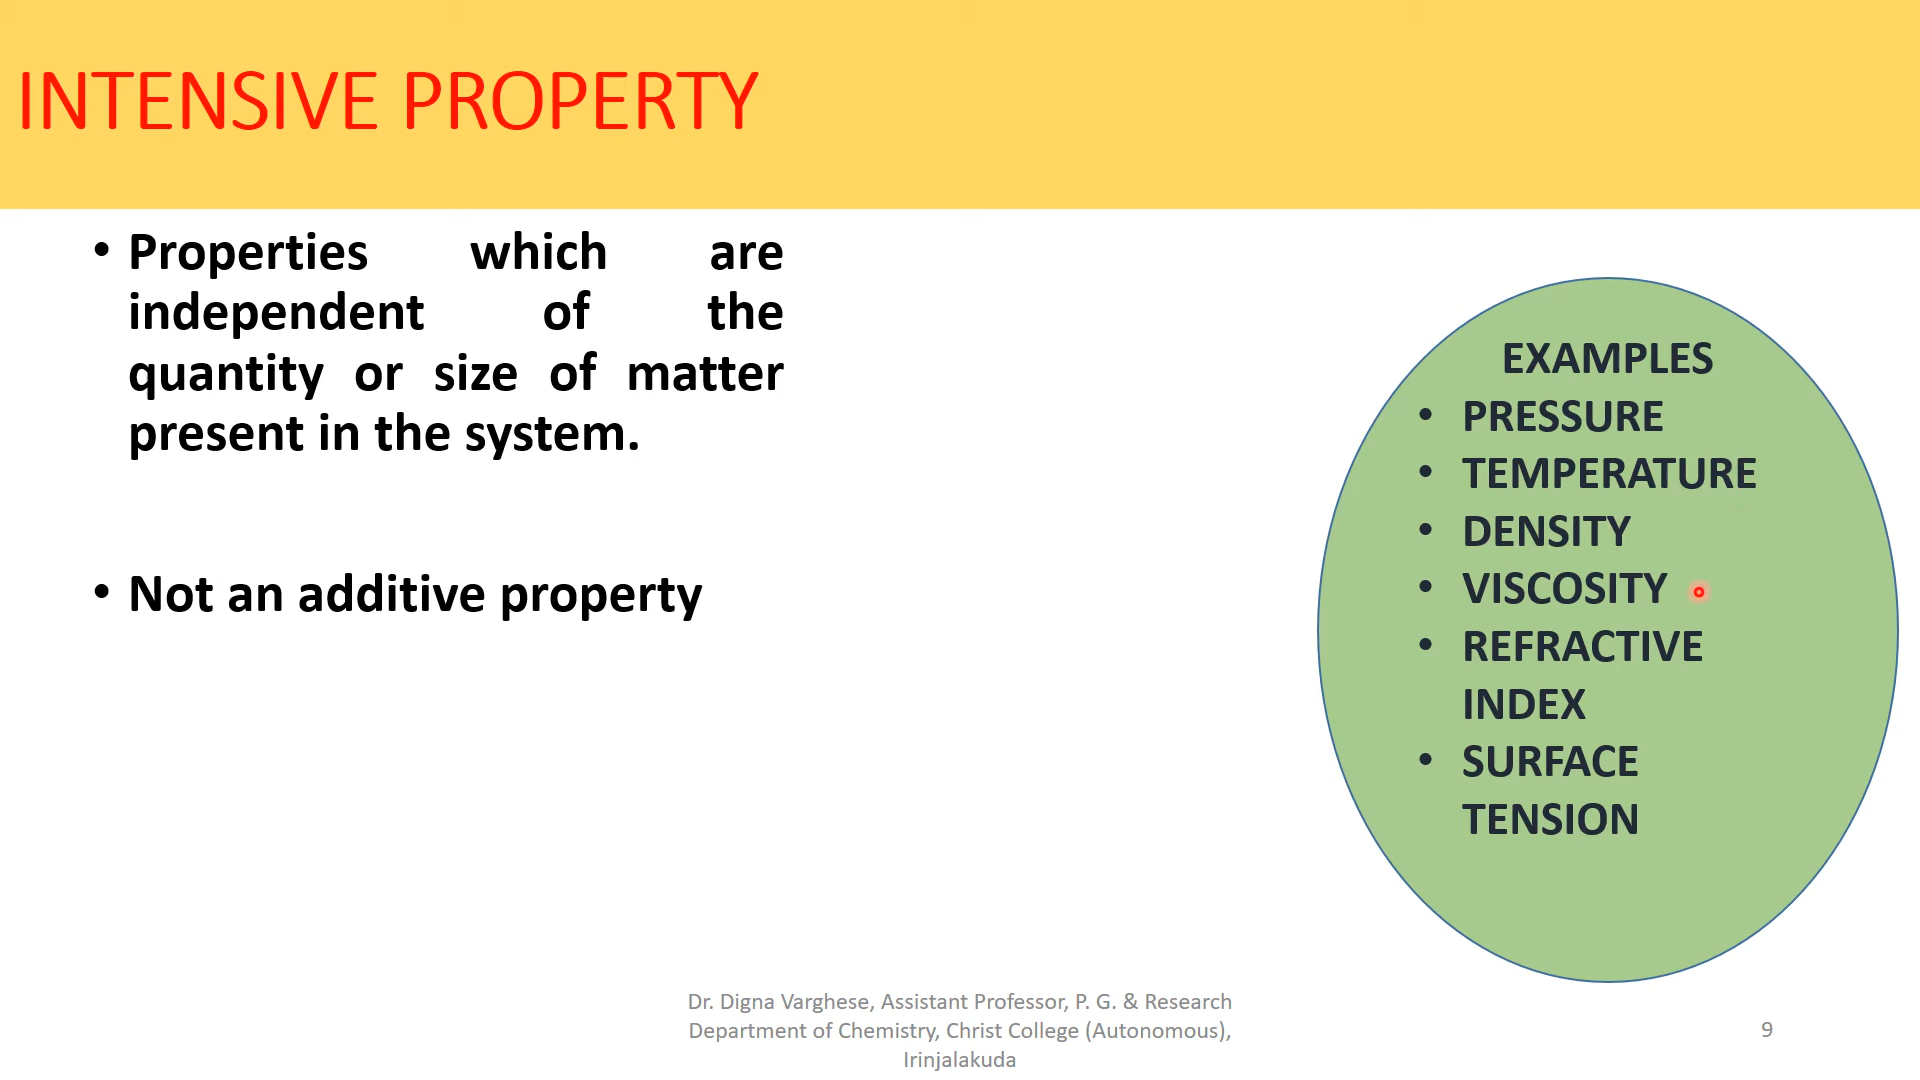 INTENSIVE PROPERTY
• Properties which are
independent of the
quantity or size of matter
present in the system.
• Not an additive property
EXAMPLES
• PRESSURE
• TEMPERATURE
• DENSITY
• VISCOSITY
• REFRACTIVE
INDEX
• SURFACE
TENSION
Dr. Digna Varghese, Assistant Professor, P. G. & Research
Department of Chemistry, Christ College (Autonomous),
Irinjalakuda
9